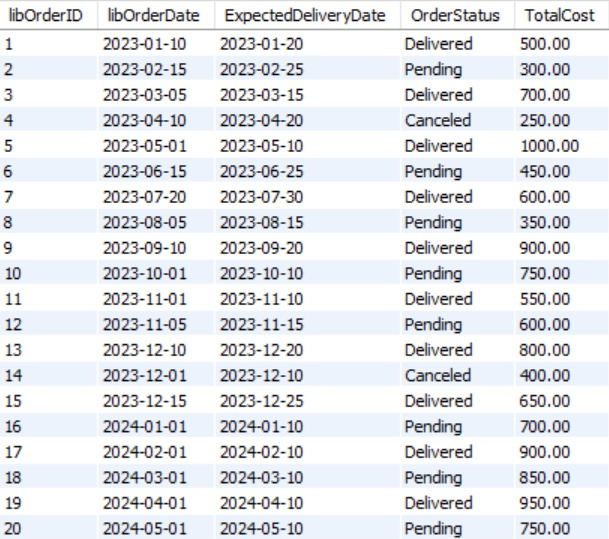 libOrderID libOrderDate ExpectedDeliveryDate OrderStatus TotalCost
1 2023-01-10 2023-01-20 Delivered 500.00
2 2023-02-15 2023-02-25 Pending 300.00
3 2023-03-05 2023-03-15 Delivered 700.00
4 2023-04-10 2023-04-20 Canceled 250.00
5 2023-05-01 2023-05-10 Delivered 1000.00
6 2023-06-15 2023-06-25 Pending 450.00
7 2023-07-20 2023-07-30 Delivered 600.00
8 2023-08-05 2023-08-15 Pending 350.00
9 2023-09-10 2023-09-20 Delivered 900.00
10 2023-10-01 2023-10-10 Pending 750.00
11 2023-11-01 2023-11-10 Delivered 550.00
12 2023-11-05 2023-11-15 Pending 600.00
13 2023-12-10 2023-12-20 Delivered 800.00
14 2023-12-01 2023-12-10 Canceled 400.00
15 2023-12-15 2023-12-25 Delivered 650.00
16 2024-01-01 2024-01-10 Pending 700.00
17 2024-02-01 2024-02-10 Delivered 900.00
18 2024-03-01 2024-03-10 Pending 850.00
19 2024-04-01 2024-04-10 Delivered 950.00
20 2024-05-01 2024-05-10 Pending 750.00